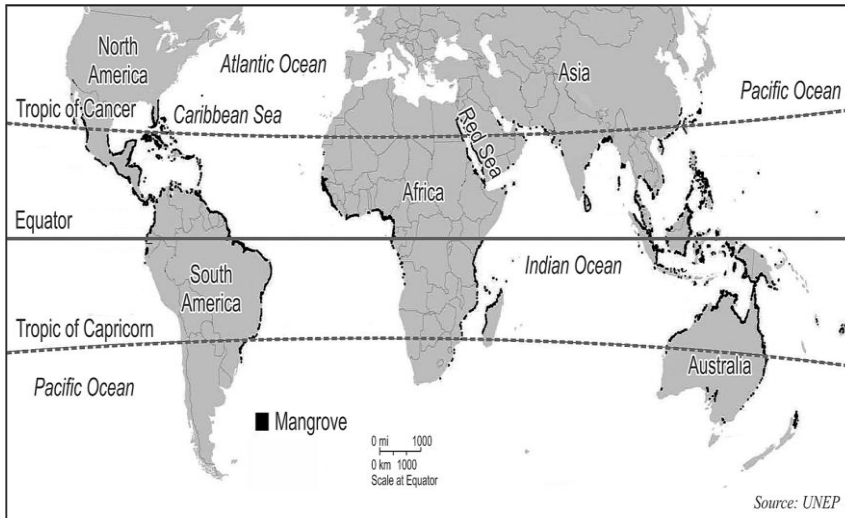 North
America
Atlantic Ocean
Asia
Pacific Ocean
Tropic of Cancer
Caribbean Sea
Red Sea
Africa
Equator
Indian Ocean
South
America
Tropic of Capricorn
Australia
Pacific Ocean
Mangrove
0 mi 1000
0 km 1000
Scale at Equator
Source: UNEP